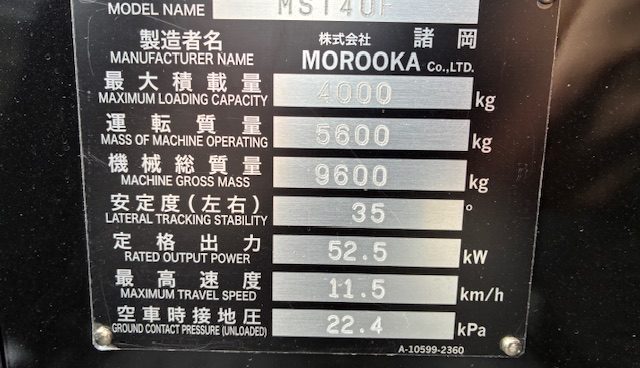 MODEL NAME
製造者名 株式会社 諸岡
MANUFACTURER NAME MOROOKA Co.,LTD.
最大積載量
MAXIMUM LOADING CAPACITY 4000 kg
運転質量
MASS OF MACHINE OPERATING 5600 kg
機械総質量
MACHINE GROSS MASS 9600 kg
安定度(左右)
LATERAL TRACKING STABILITY 35 °
定格出力
RATED OUTPUT POWER 52.5 kW
最高速度
MAXIMUM TRAVEL SPEED 11.5 km/h
空車時接地圧
GROUND CONTACT PRESSURE (UNLOADED) 22.4 kPa
A-10599-2360